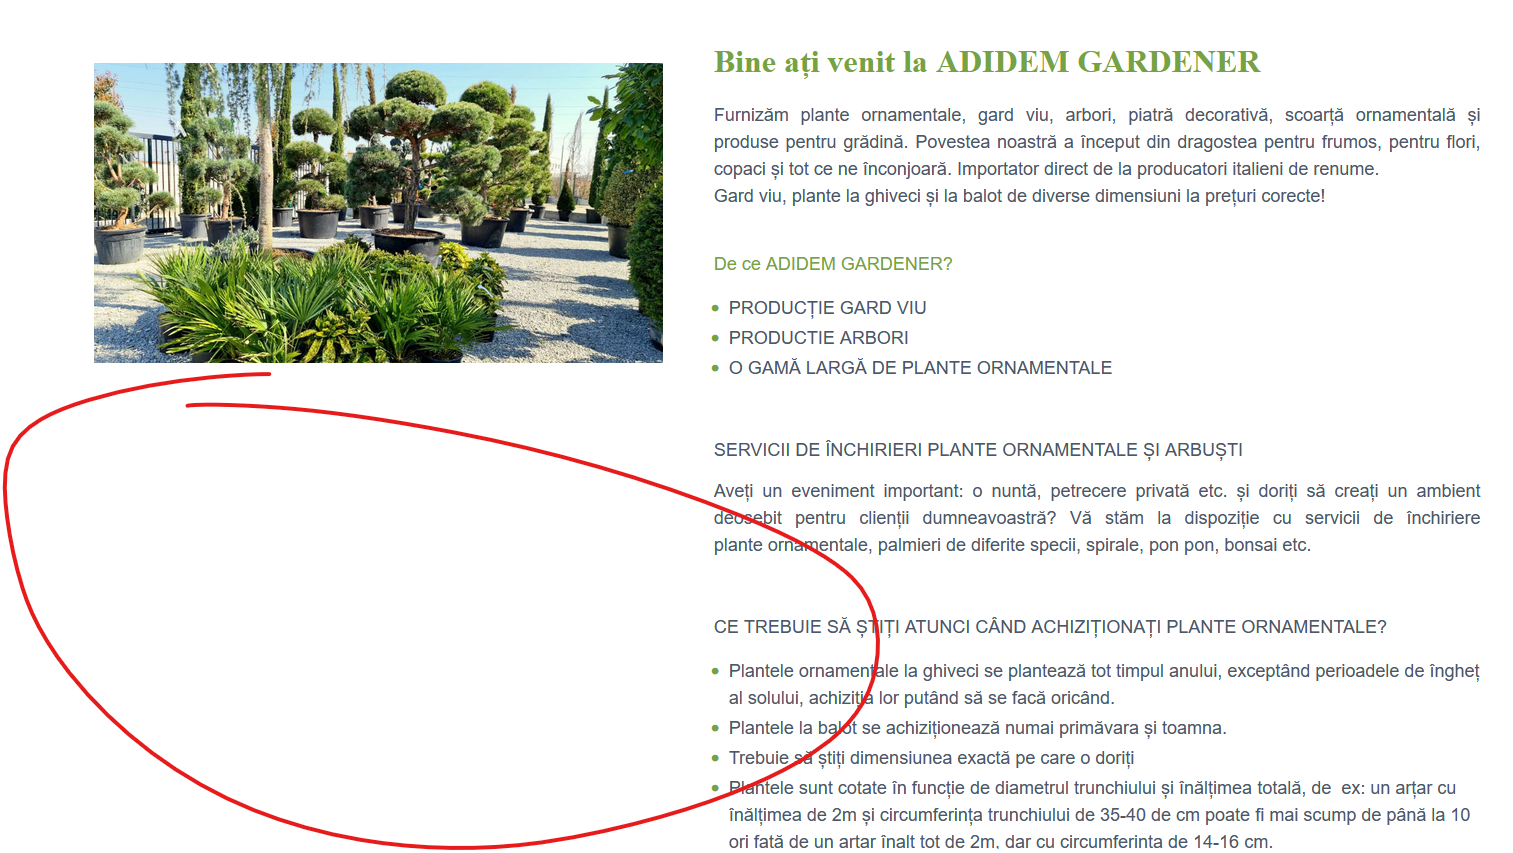 Bine ați venit la ADIDEM GARDENER
Furnizăm plante ornamentale, gard viu, arbori, piatră decorativă, scoarță ornamentală și
produse pentru grădină. Povestea noastră a început din dragostea pentru frumos, pentru flori,
copaci și tot ce ne înconjoară. Importator direct de la producatori italieni de renume.
Gard viu, plante la ghiveci și la balot de diverse dimensiuni la prețuri corecte!
De ce ADIDEM GARDENER?
PRODUCȚIE GARD VIU
PRODUCTIE ARBORI
O GAMĂ LARGĂ DE PLANTE ORNAMENTALE
SERVICII DE ÎNCHIRIERI PLANTE ORNAMENTALE ȘI ARBUȘTI
Aveți un eveniment important: o nuntă, petrecere privată etc. și doriți să creați un ambient
deosebit pentru clienții dumneavoastră? Vă stăm la dispoziție cu servicii de închiriere
plante ornamentale, palmieri de diferite specii, spirale, pon pon, bonsai etc.
CE TREBUIE SĂ ȘTIȚI ATUNCI CÂND ACHIZIȚIONAȚI PLANTE ORNAMENTALE?
Plantele ornamentale la ghiveci se plantează tot timpul anului, exceptând perioadele de îngheț
al solului, achiziția lor putând să se facă oricând.
Plantele la balot se achiziționează numai primăvara și toamna.
Trebuie să știți dimensiunea exactă pe care o doriți
Plantele sunt cotate în funcție de diametrul trunchiului și înălțimea totală, de ex: un arțar cu
înălțimea de 2m și circumferința trunchiului de 35-40 de cm poate fi mai scump de până la 10
ori față de un arțar înalt tot de 2m, dar cu circumferința de 14-16 cm.